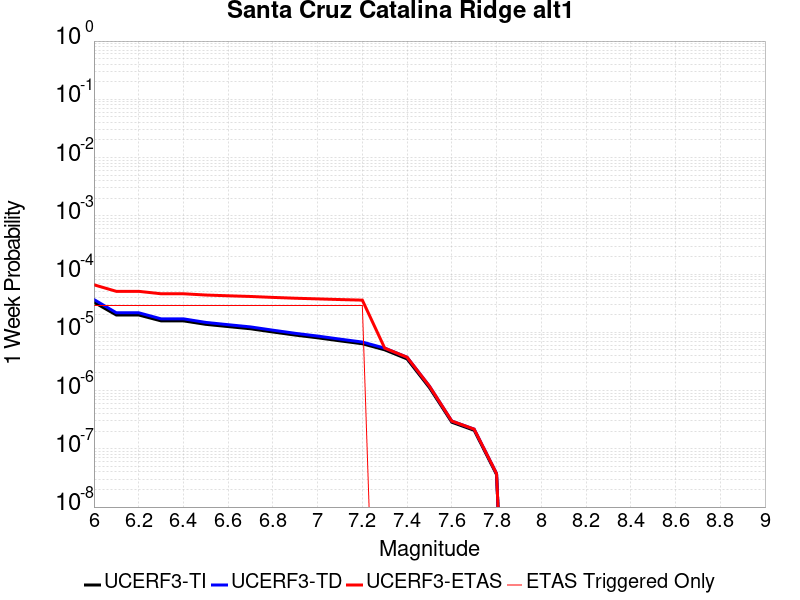 Santa Cruz Catalina Ridge alt1
10^0
10^-1
10^-2
10^-3
10^-4
10^-5
10^-6
10^-7
10^-8
1 Week Probability
6 6.2 6.4 6.6 6.8 7 7.2 7.4 7.6 7.8 8 8.2 8.4 8.6 8.8 9
Magnitude
UCERF3-TI UCERF3-TD UCERF3-ETAS ETAS Triggered Only